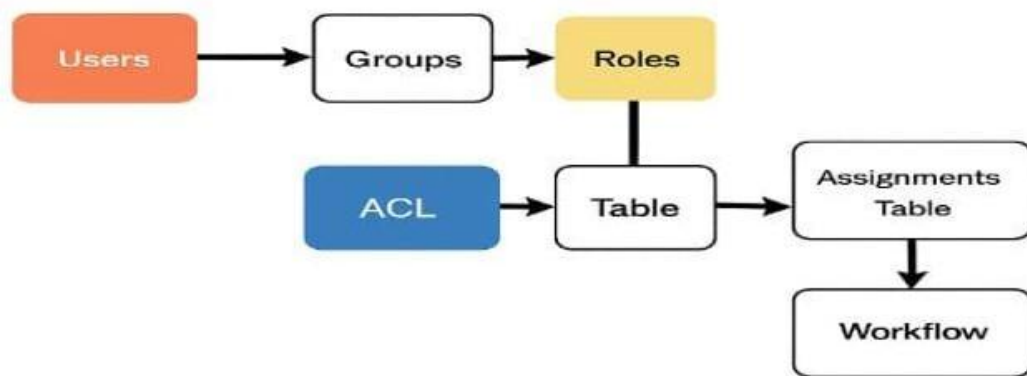 Users
Groups
Roles
ACL
Table
Assignments
Table
Workflow